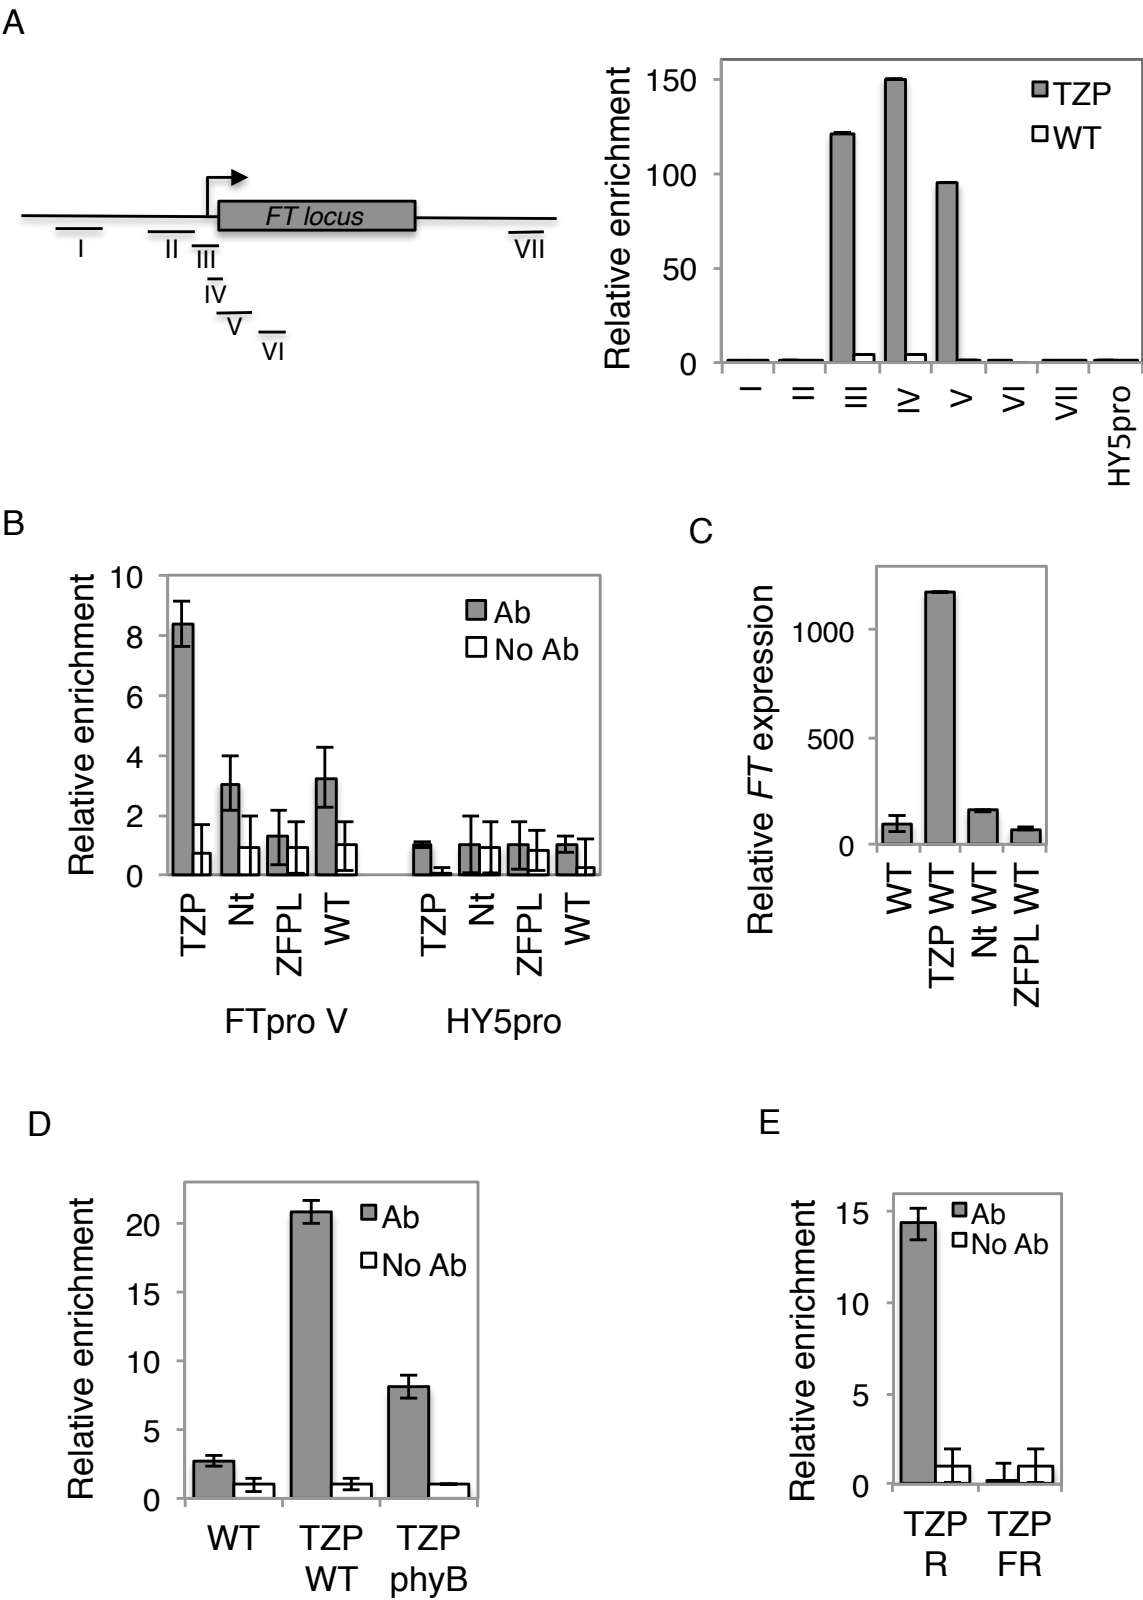 A
FT locus
I
II
III
IV
V
VI
VII
Relative enrichment
150
100
50
0
TZP
WT
I
II
III
IV
V
VI
VII
HY5pro
B
Relative enrichment
10
8
6
4
2
0
Ab
No Ab
TZP
Nt
ZFPL
WT
TZP
Nt
ZFPL
WT
FTpro V
HY5pro
C
Relative FT expression
1000
500
0
WT
TZP WT
Nt WT
ZFPL WT
D
Relative enrichment
20
15
10
5
0
Ab
No Ab
WT
TZP
WT
TZP
phyB
E
Relative enrichment
15
10
5
0
Ab
No Ab
TZP
R
TZP
FR